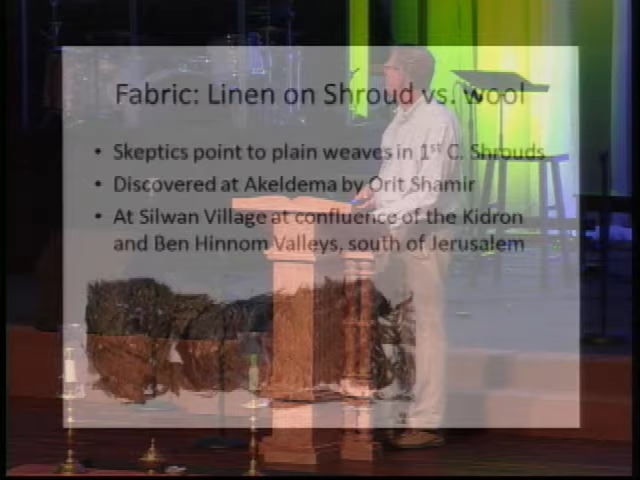 Fabric: Linen on Shroud vs. wool
• Skeptics point to plain weaves in 1st C. Shrouds
• Discovered at Akeldema by Orit Shamir
• At Silwan Village at confluence of the Kidron
and Ben Hinnom Valleys, south of Jerusalem